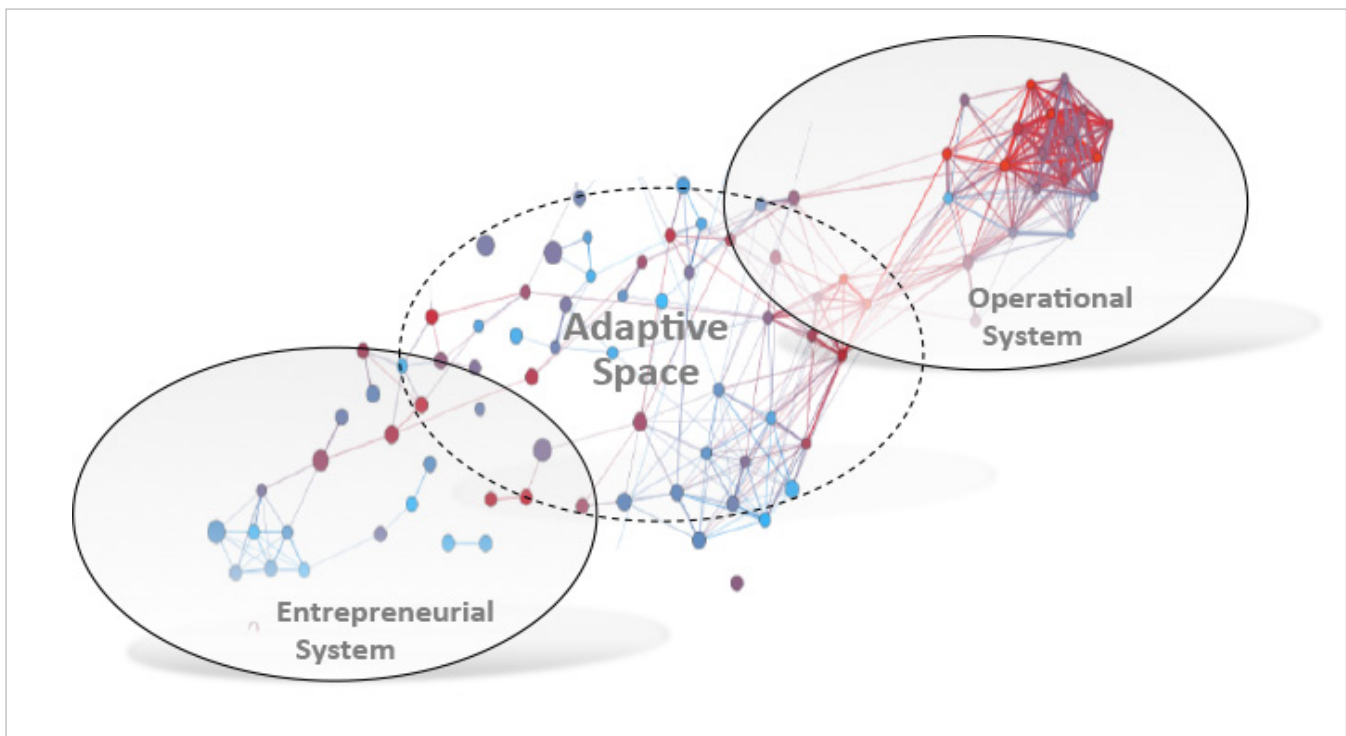 Adaptive
Space
Operational
System
Entrepreneurial
System